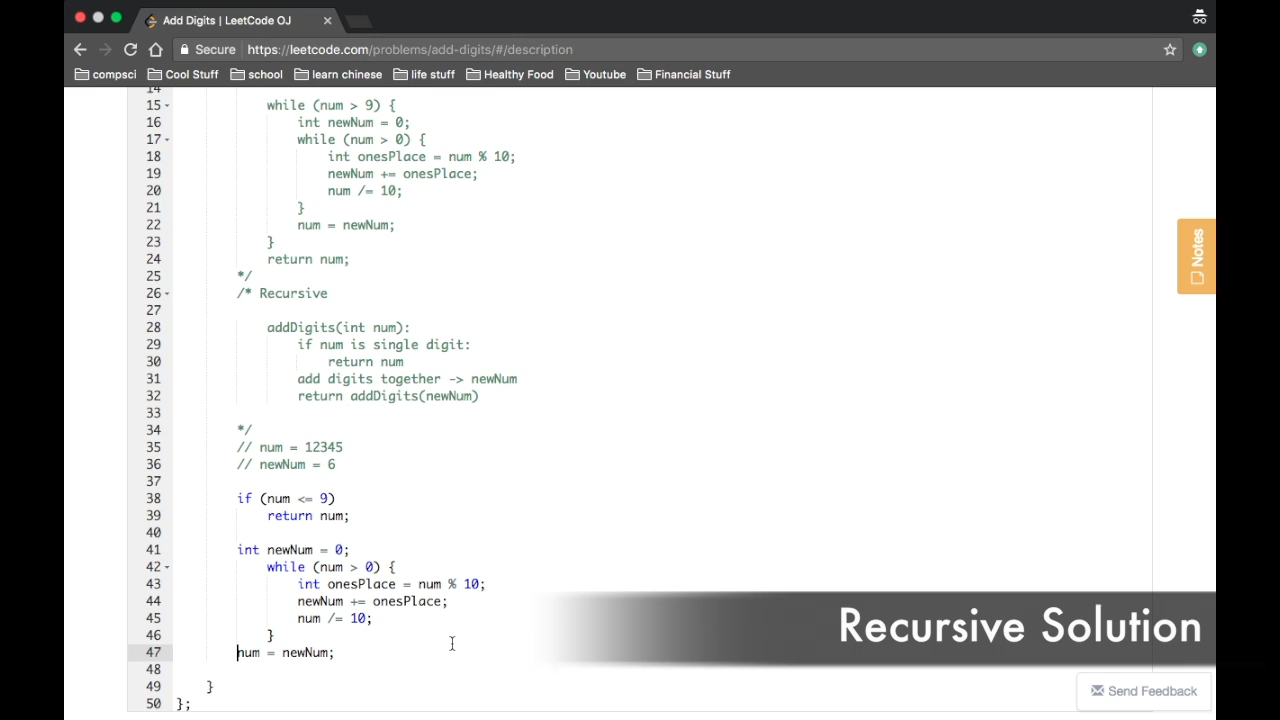 Add Digits | LeetCode OJ
Secure https://leetcode.com/problems/add-digits/#/description
compsci Cool Stuff school learn chinese life stuff Healthy Food Youtube Financial Stuff
14
15 while (num > 9) {
16 int newNum = 0;
17 while (num > 0) {
18 int onesPlace = num % 10;
19 newNum += onesPlace;
20 num /= 10;
21 }
22 num = newNum;
23 }
24 return num;
25 */
26 /* Recursive
27
28 addDigits(int num):
29 if num is single digit:
30 return num
31 add digits together -> newNum
32 return addDigits(newNum)
33
34 */
35 // num = 12345
36 // newNum = 6
37
38 if (num <= 9)
39 return num;
40
41 int newNum = 0;
42 while (num > 0) {
43 int onesPlace = num % 10;
44 newNum += onesPlace;
45 num /= 10;
46 }
47 num = newNum;
48
49 }
50 };
Notes
Recursive Solution
Send Feedback